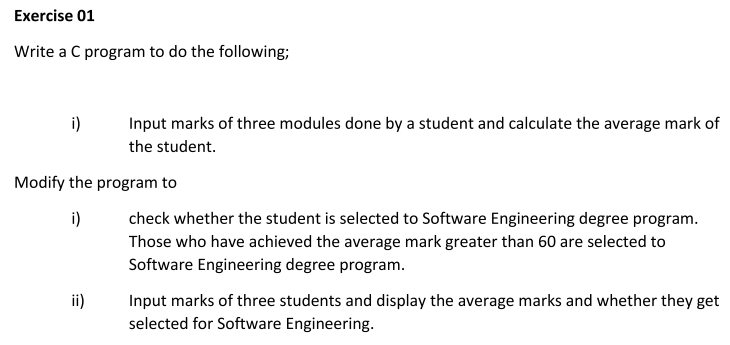 Exercise 01
Write a C program to do the following;
i) Input marks of three modules done by a student and calculate the average mark of
the student.
Modify the program to
i) check whether the student is selected to Software Engineering degree program.
Those who have achieved the average mark greater than 60 are selected to
Software Engineering degree program.
ii) Input marks of three students and display the average marks and whether they get
selected for Software Engineering.